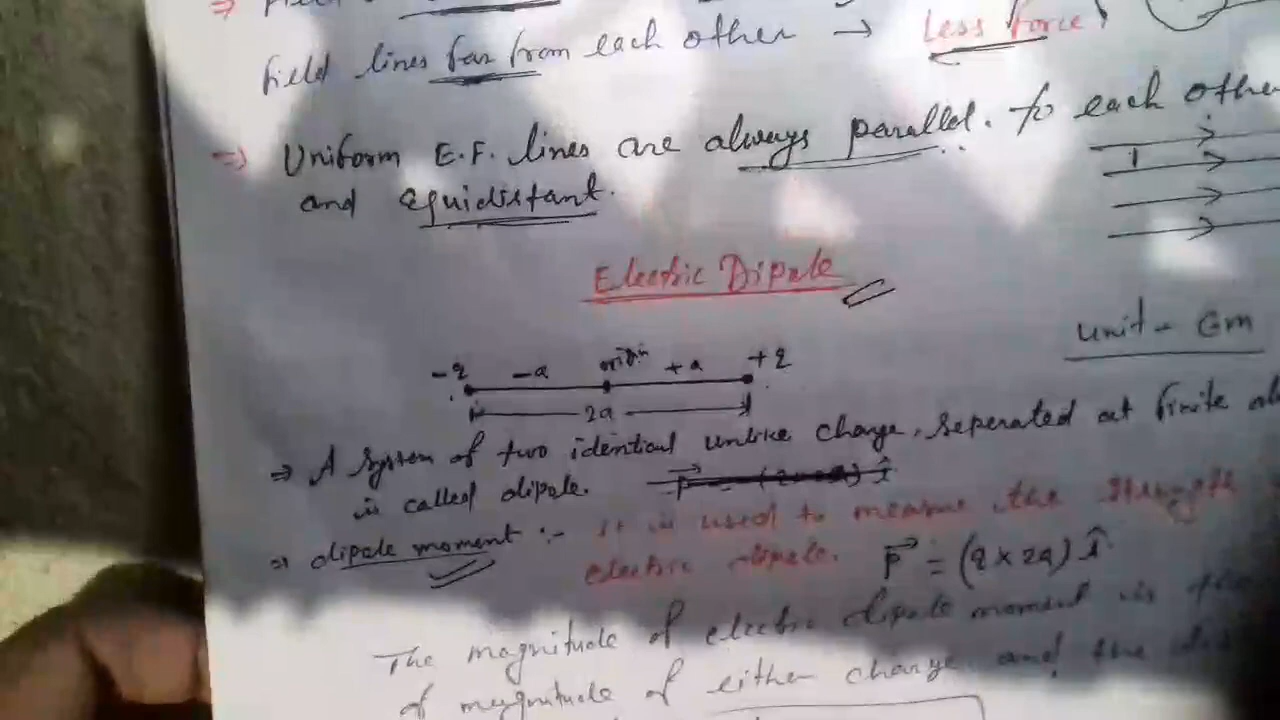 field lines far from each other → Less force
⇒ Uniform E.F. lines are always parallel. to each other
and equidistant.
Electric Dipole
unit - Cm
-q -a origin +a +q
2a
⇒ A system of two identical unlike charge, seperated at finite
is called dipole.
⇒ dipole moment :- It is used to measure the strength
electric dipole. P⃗ = (q x 2a) î
The magnitude of electric dipole moment is
of magnitude of either charge and the